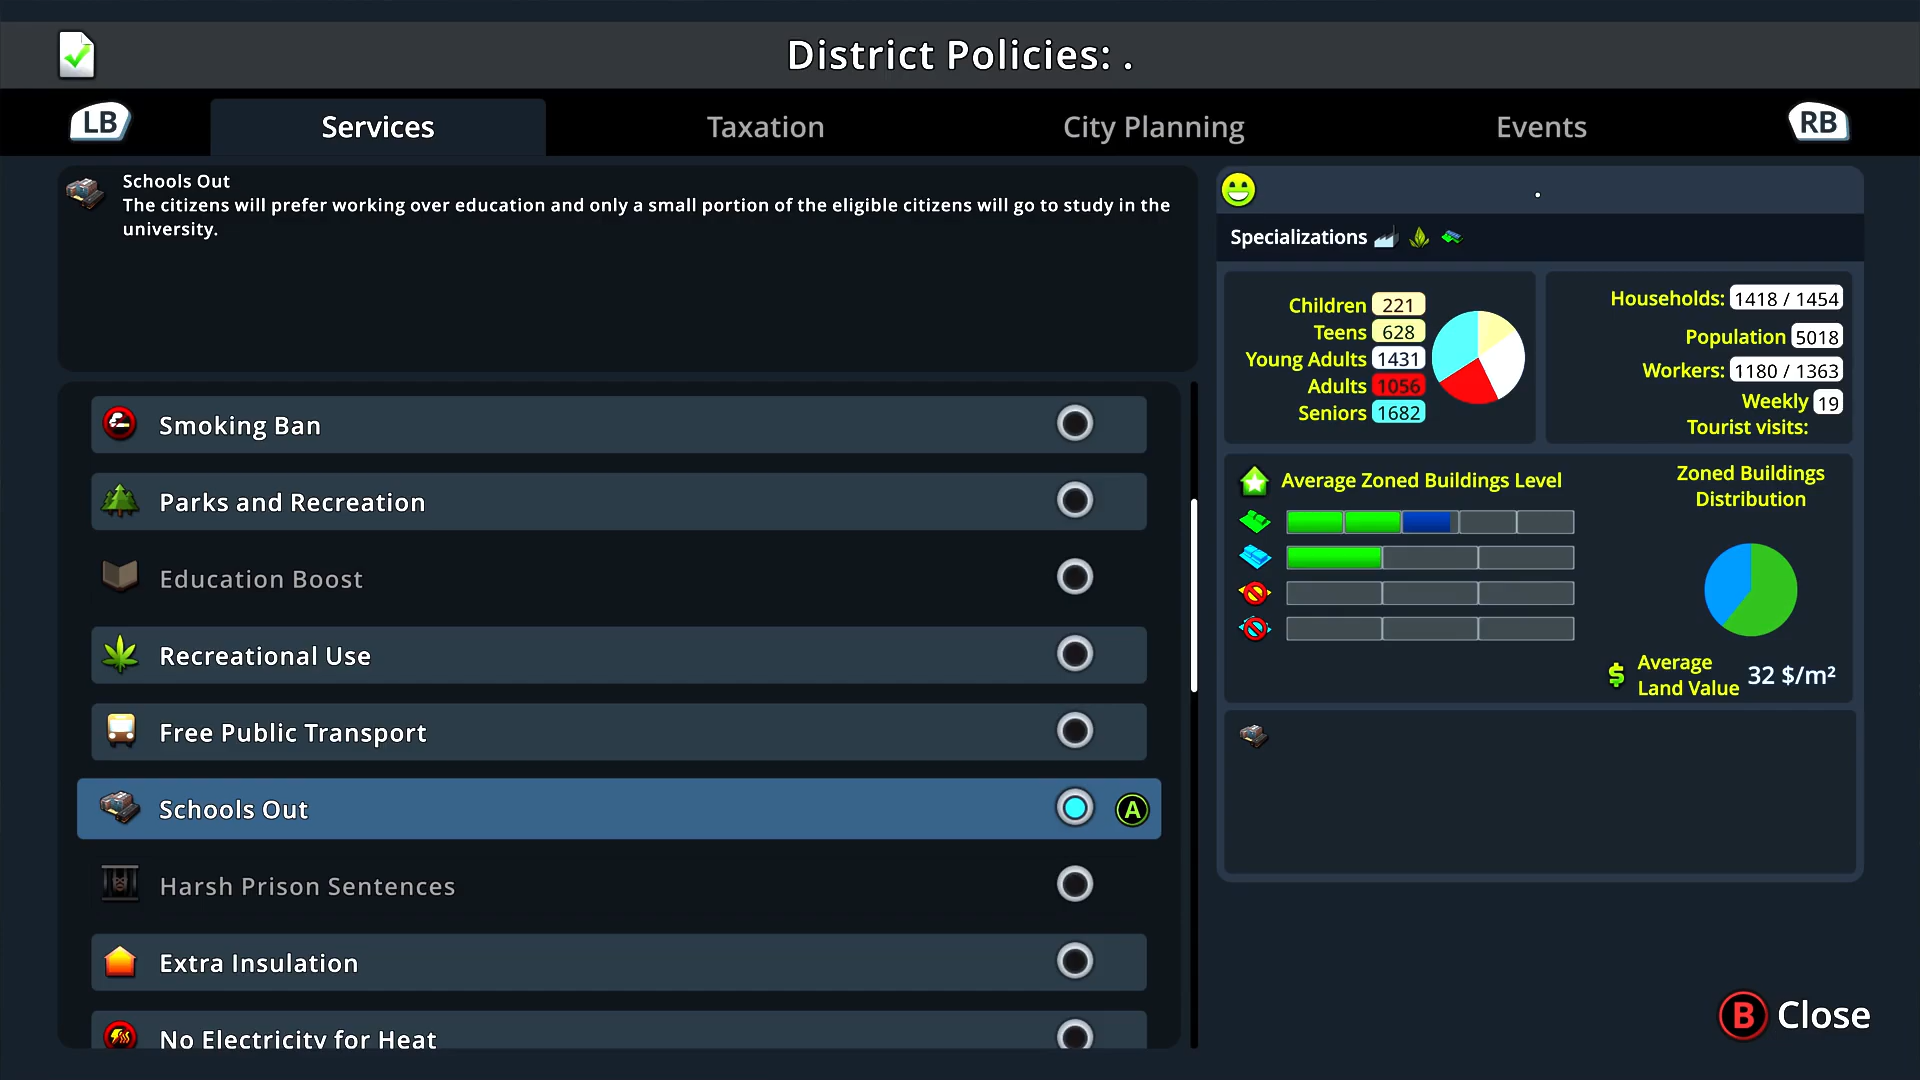 District Policies: .
LB
Services
Taxation
City Planning
Events
RB
Schools Out
The citizens will prefer working over education and only a small portion of the eligible citizens will go to study in the
university.
Smoking Ban
Parks and Recreation
Education Boost
Recreational Use
Free Public Transport
Schools Out
A
Harsh Prison Sentences
Extra Insulation
No Electricity for Heat
.
Specializations
Children 221
Teens 628
Young Adults 1431
Adults 1056
Seniors 1682
Households: 1418 / 1454
Population 5018
Workers: 1180 / 1363
Weekly 19
Tourist visits:
Average Zoned Buildings Level
Zoned Buildings
Distribution
$
Average
Land Value
32 $/m²
B Close